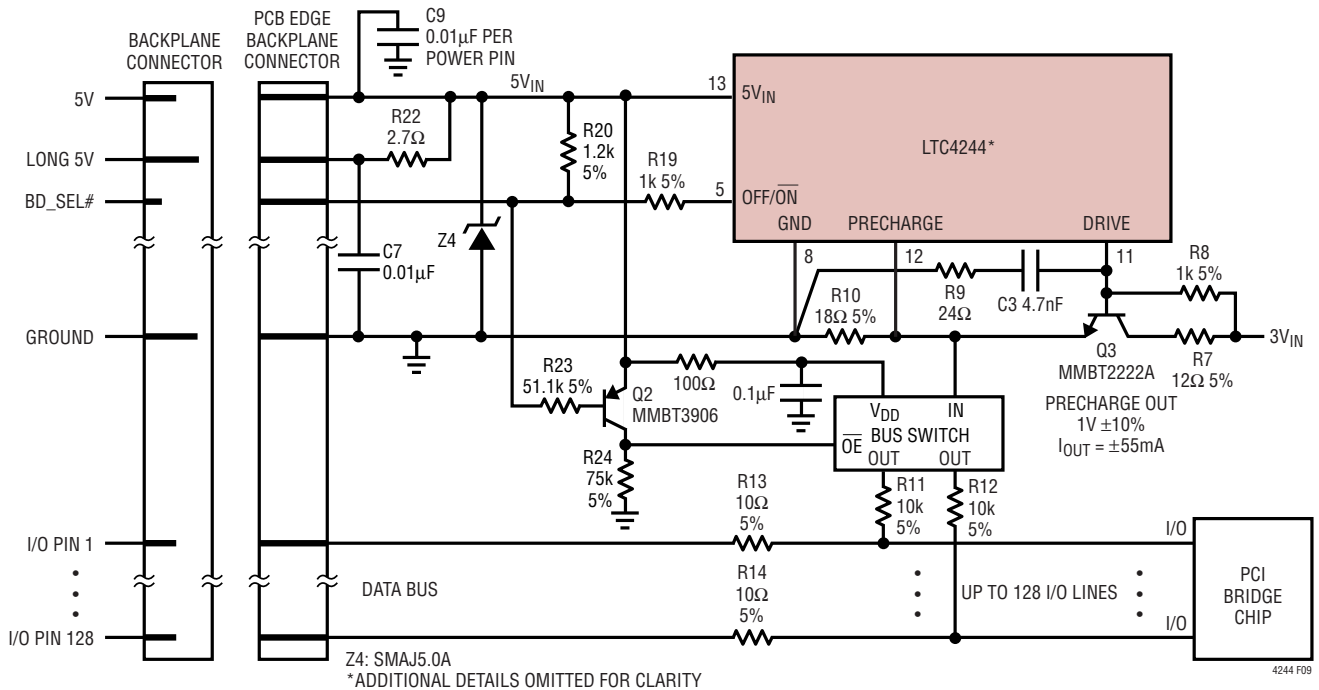 BACKPLANE
CONNECTOR
PCB EDGE
BACKPLANE
CONNECTOR
C9
0.01µF PER
POWER PIN
5V
LONG 5V
BD_SEL#
GROUND
I/O PIN 1
I/O PIN 128
R22
2.7Ω
C7
0.01µF
5VIN
Z4
R20
1.2k
5%
R19
1k 5%
13
5VIN
LTC4244*
5
OFF/ON
GND
PRECHARGE
DRIVE
8
12
11
R9
24Ω
C3 4.7nF
R8
1k 5%
R10
18Ω 5%
3VIN
Q3
MMBT2222A
R7
12Ω 5%
PRECHARGE OUT
1V ±10%
IOUT = ±55mA
R23
51.1k 5%
Q2
MMBT3906
100Ω
0.1µF
VDD
IN
BUS SWITCH
OE
OUT
OUT
R24
75k
5%
R13
10Ω
5%
R11
10k
5%
R12
10k
5%
I/O
DATA BUS
R14
10Ω
5%
UP TO 128 I/O LINES
I/O
PCI
BRIDGE
CHIP
Z4: SMAJ5.0A
*ADDITIONAL DETAILS OMITTED FOR CLARITY
4244 F09